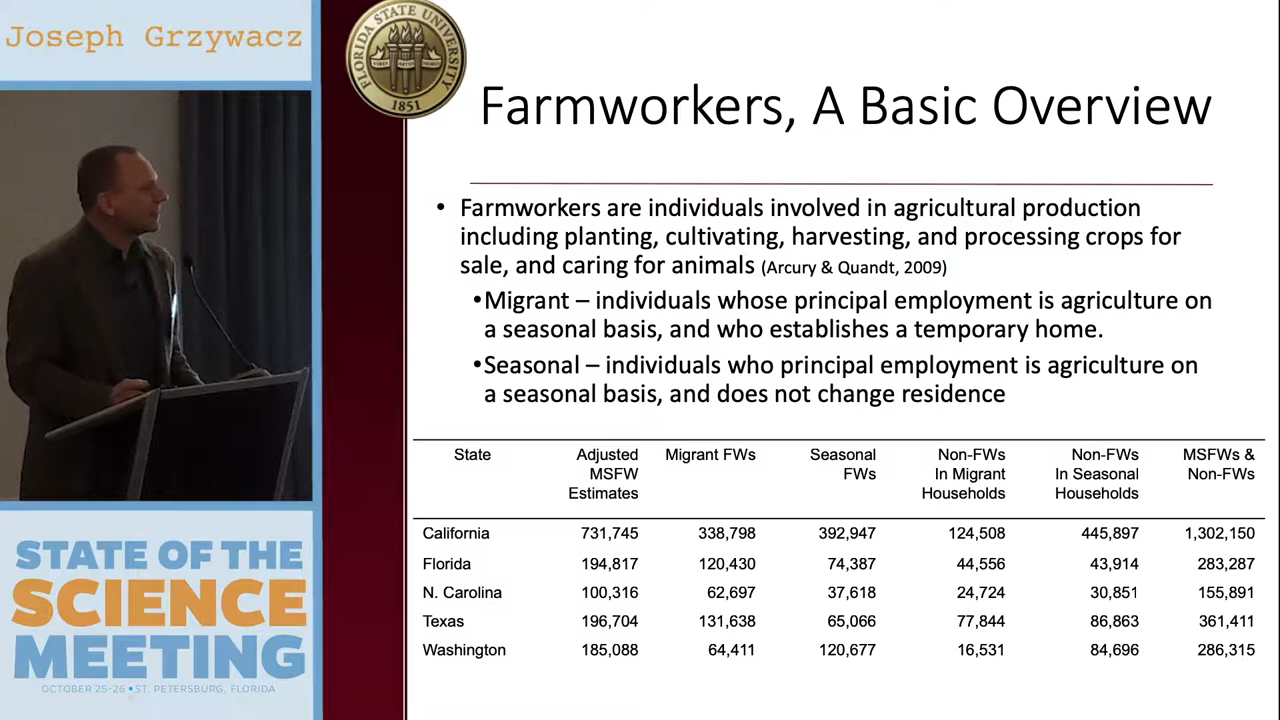 Joseph Grzywacz
FLORIDA STATE UNIVERSITY
1851
Farmworkers, A Basic Overview
• Farmworkers are individuals involved in agricultural production
including planting, cultivating, harvesting, and processing crops for
sale, and caring for animals (Arcury & Quandt, 2009)
•Migrant – individuals whose principal employment is agriculture on
a seasonal basis, and who establishes a temporary home.
•Seasonal – individuals who principal employment is agriculture on
a seasonal basis, and does not change residence
State Adjusted Migrant FWs Seasonal Non-FWs Non-FWs MSFWs &
MSFW FWs In Migrant In Seasonal Non-FWs
Estimates Households Households
California 731,745 338,798 392,947 124,508 445,897 1,302,150
Florida 194,817 120,430 74,387 44,556 43,914 283,287
N. Carolina 100,316 62,697 37,618 24,724 30,851 155,891
Texas 196,704 131,638 65,066 77,844 86,863 361,411
Washington 185,088 64,411 120,677 16,531 84,696 286,315
STATE OF THE
SCIENCE
MEETING
OCTOBER 25-26 • ST. PETERSBURG, FLORIDA